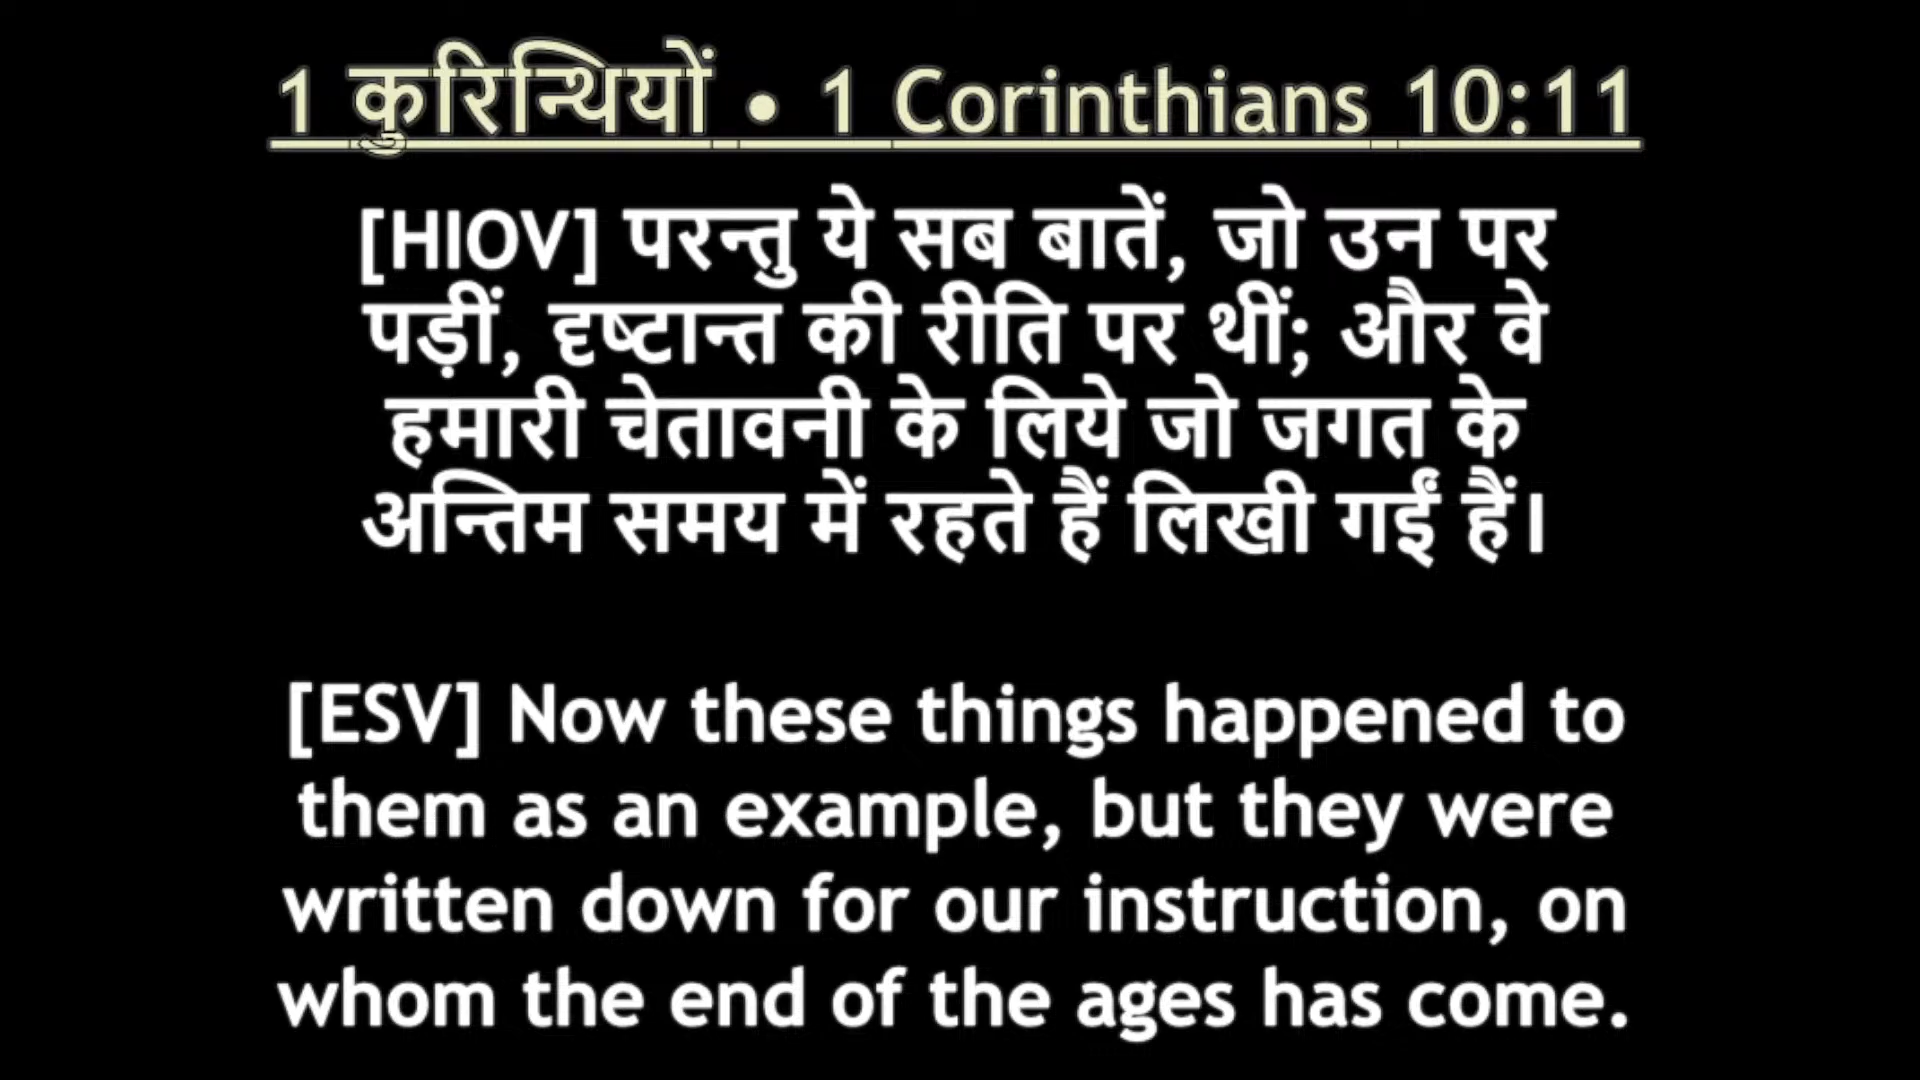 1 कुरिन्थियों • 1 Corinthians 10:11
[HIOV] परन्तु ये सब बातें, जो उन पर
पड़ीं, दृष्टान्त की रीति पर थीं; और वे
हमारी चेतावनी के लिये जो जगत के
अन्तिम समय में रहते हैं लिखी गईं हैं।
[ESV] Now these things happened to
them as an example, but they were
written down for our instruction, on
whom the end of the ages has come.